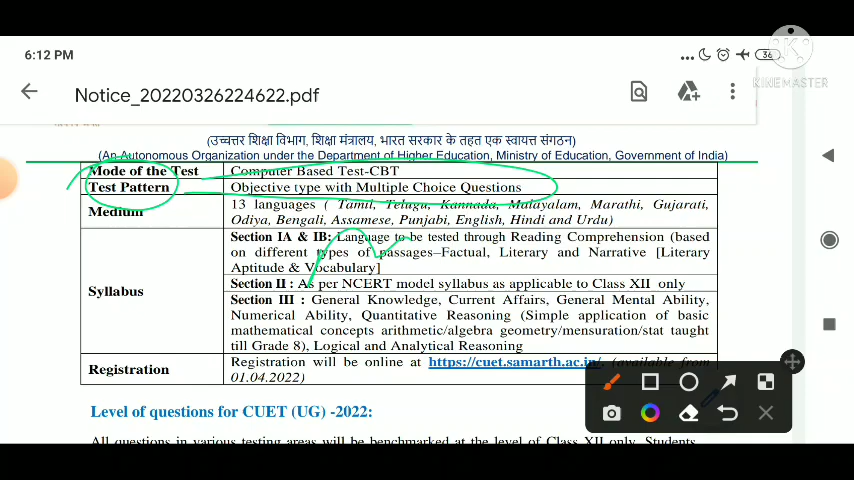 6:12 PM
36
KINEMASTER
Notice_20220326224622.pdf
(उच्चत्तर शिक्षा विभाग, शिक्षा मंत्रालय, भारत सरकार के तहत एक स्वायत्त संगठन)
(An Autonomous Organization under the Department of Higher Education, Ministry of Education, Government of India)
Mode of the Test Computer Based Test-CBT
Test Pattern Objective type with Multiple Choice Questions
Medium 13 languages ( Tamil, Telugu, Kannada, Malayalam, Marathi, Gujarati,
Odiya, Bengali, Assamese, Punjabi, English, Hindi and Urdu)
Syllabus
Section IA & IB: Language to be tested through Reading Comprehension (based
on different types of passages–Factual, Literary and Narrative [Literary
Aptitude & Vocabulary]
Section II : As per NCERT model syllabus as applicable to Class XII only
Section III : General Knowledge, Current Affairs, General Mental Ability,
Numerical Ability, Quantitative Reasoning (Simple application of basic
mathematical concepts arithmetic/algebra geometry/mensuration/stat taught
till Grade 8), Logical and Analytical Reasoning
Registration Registration will be online at https://cuet.samarth.ac.in/, (available from
01.04.2022)
Level of questions for CUET (UG) -2022:
All questions in various testing areas will be benchmarked at the level of Class XII only. Students